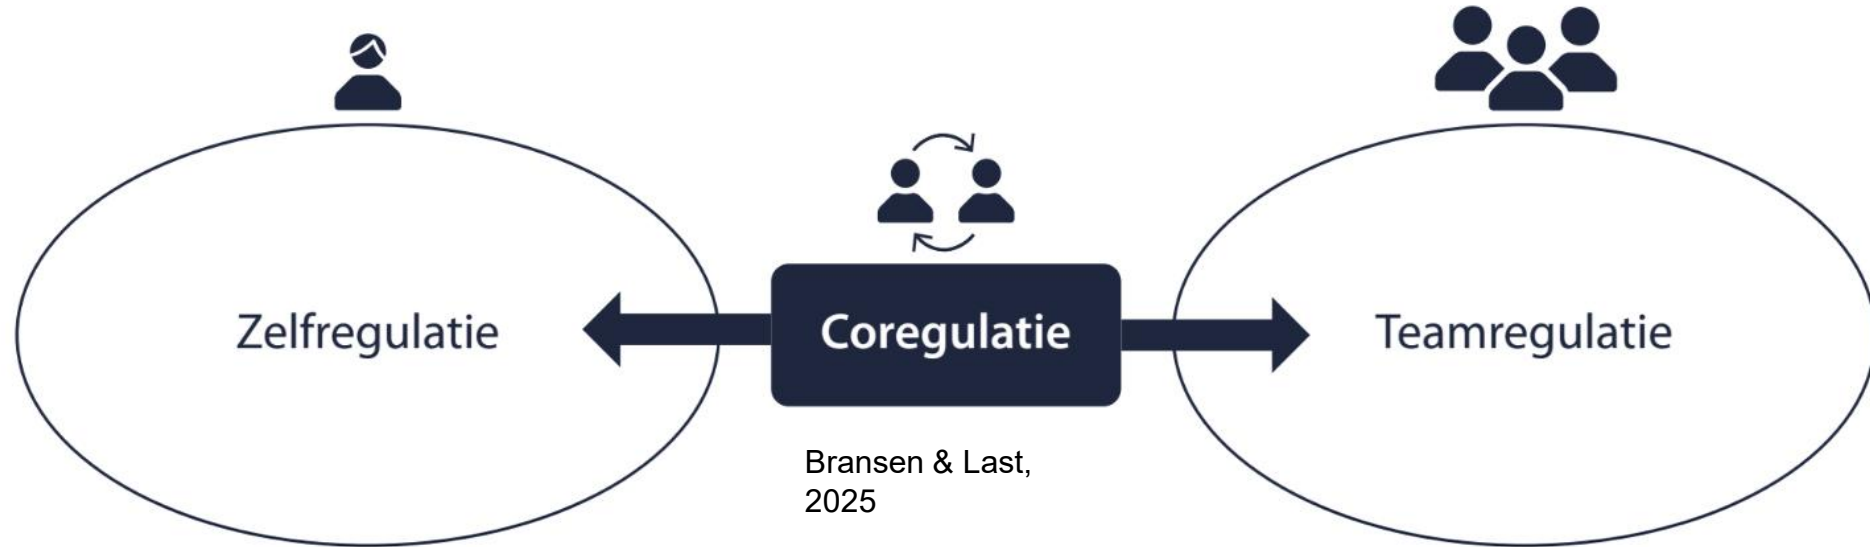 Zelfregulatie
Coregulatie
Teamregulatie
Bransen & Last,
2025